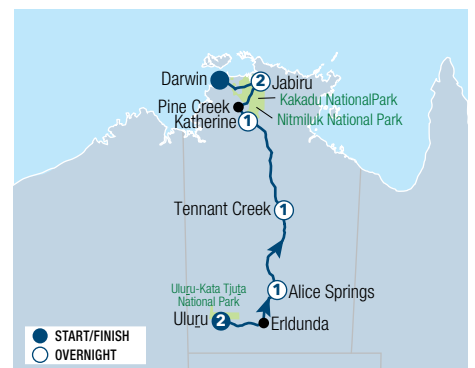 Darwin
2
Jabiru
Pine Creek
Kakadu NationalPark
Katherine
1
Nitmiluk National Park
Tennant Creek
1
Uluṟu-Kata Tjuṯa
National Park
1
Alice Springs
Uluṟu
2
Erldunda
START/FINISH
OVERNIGHT